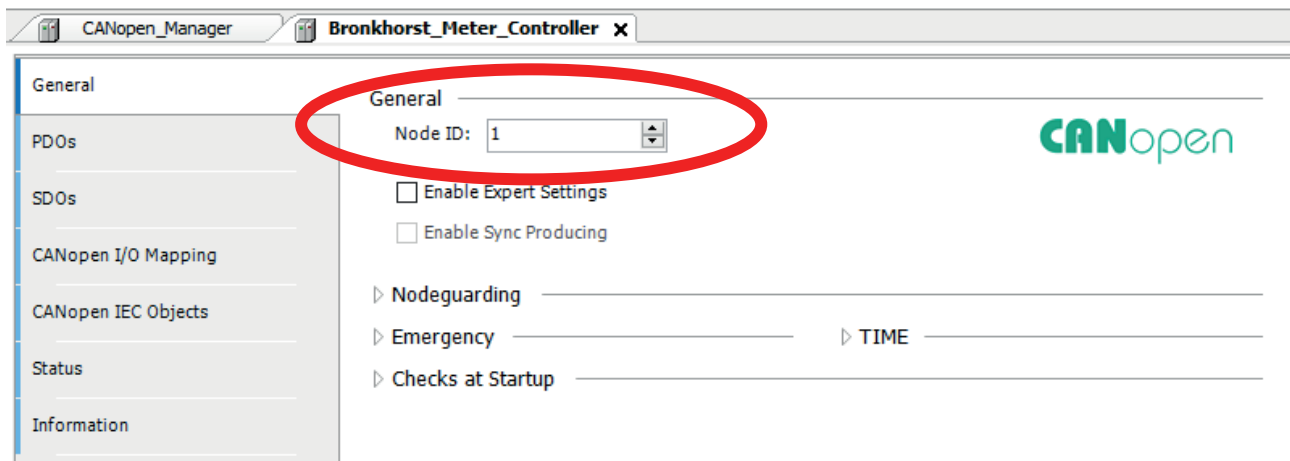 CANopen_Manager Bronkhorst_Meter_Controller x
General
PDOs
SDOs
CANopen I/O Mapping
CANopen IEC Objects
Status
Information
General
Node ID: 1
CANopen
Enable Expert Settings
Enable Sync Producing
Nodeguarding
Emergency TIME
Checks at Startup